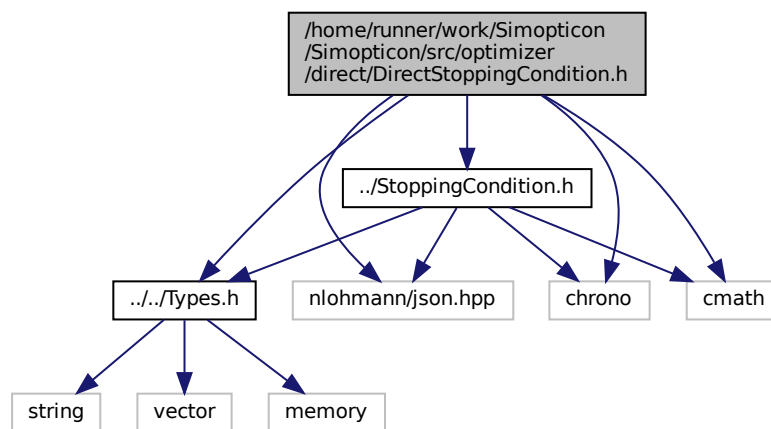 /home/runner/work/Simopticon
/Simopticon/src/optimizer
/direct/DirectStoppingCondition.h
../StoppingCondition.h
../../Types.h
nlohmann/json.hpp
chrono
cmath
string
vector
memory